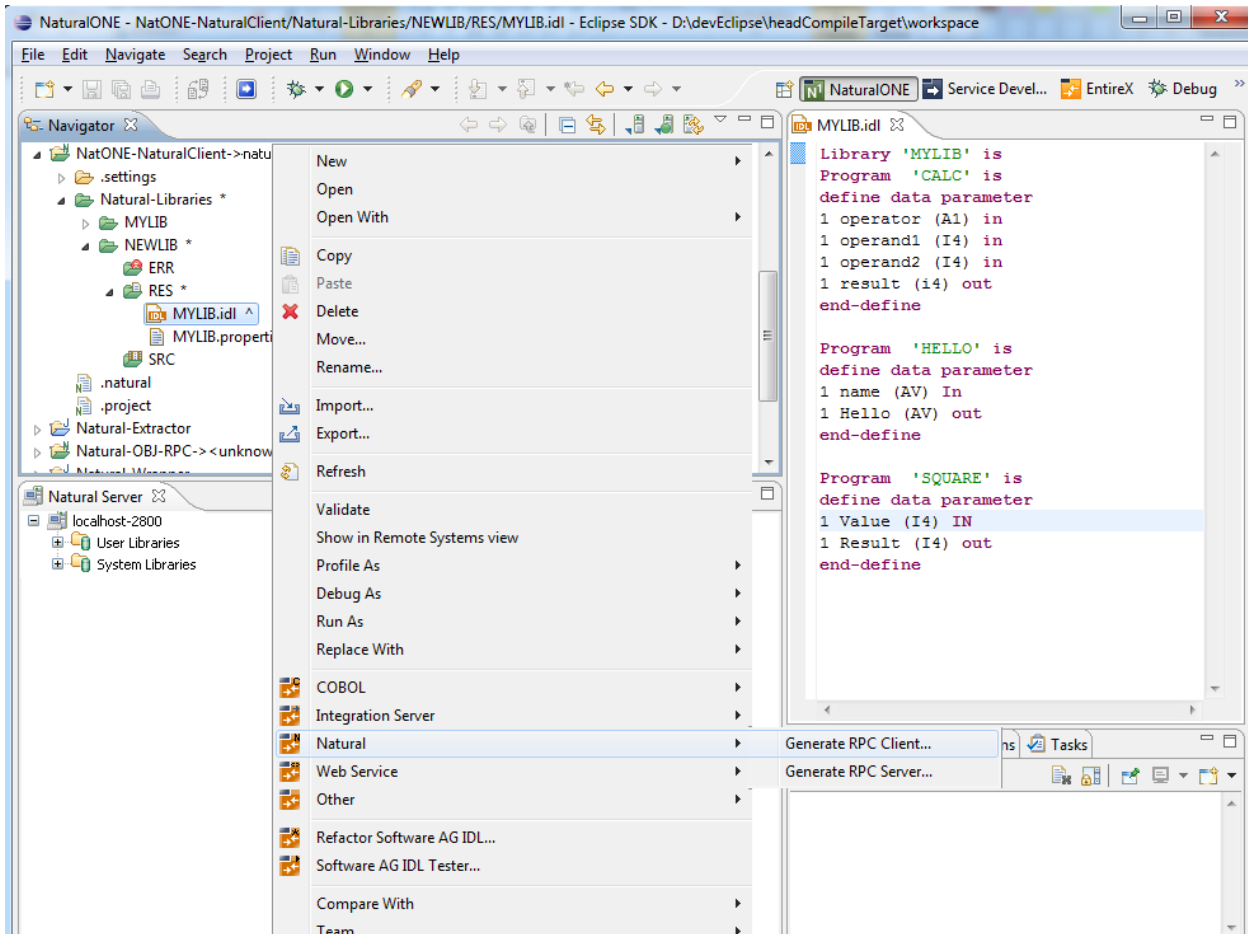 NaturalONE - NatONE-NaturalClient/Natural-Libraries/NEWLIB/RES/MYLIB.idl - Eclipse SDK - D:\devEclipse\headCompileTarget\workspace
File Edit Navigate Search Project Run Window Help
NaturalONE Service Devel... EntireX Debug »
Navigator
NatONE-NaturalClient->natu
.settings
Natural-Libraries *
MYLIB
NEWLIB *
ERR
RES *
MYLIB.idl ^
MYLIB.properti
SRC
.natural
.project
Natural-Extractor
Natural-OBJ-RPC-><unknow
Natural-Wrapper
Natural Server
localhost-2800
User Libraries
System Libraries
New
Open
Open With
Copy
Paste
Delete
Move...
Rename...
Import...
Export...
Refresh
Validate
Show in Remote Systems view
Profile As
Debug As
Run As
Replace With
COBOL
Integration Server
Natural
Web Service
Other
Refactor Software AG IDL...
Software AG IDL Tester...
Compare With
Team
Generate RPC Client...
Generate RPC Server...
MYLIB.idl
Library 'MYLIB' is
Program 'CALC' is
define data parameter
1 operator (A1) in
1 operand1 (I4) in
1 operand2 (I4) in
1 result (i4) out
end-define
Program 'HELLO' is
define data parameter
1 name (AV) In
1 Hello (AV) out
end-define
Program 'SQUARE' is
define data parameter
1 Value (I4) IN
1 Result (I4) out
end-define
ns Tasks